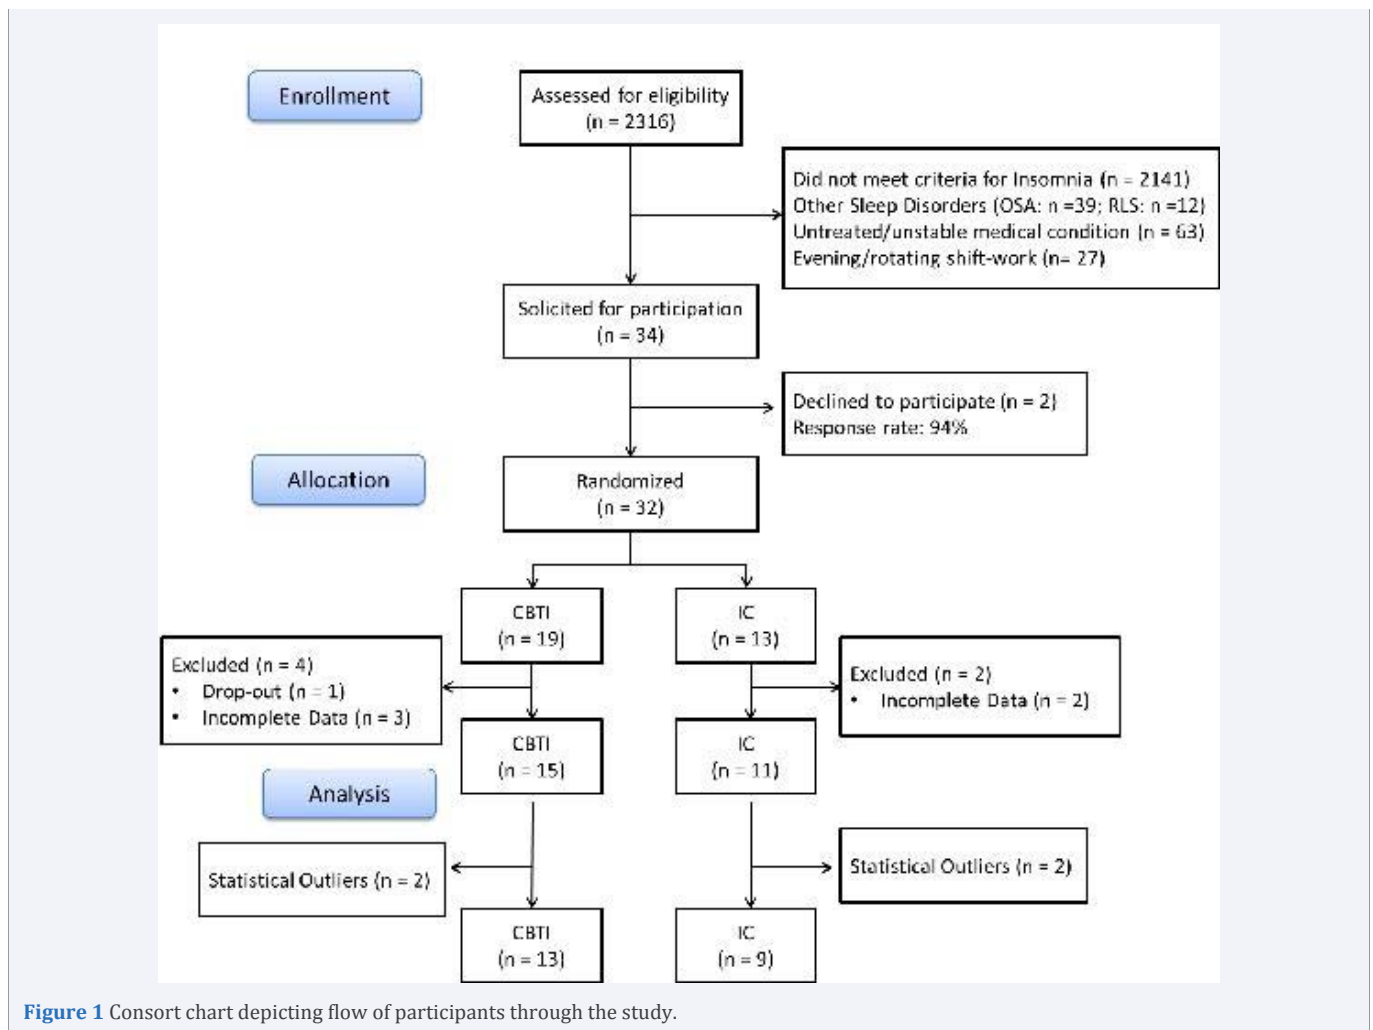 Enrollment
Assessed for eligibility
(n = 2316)
Did not meet criteria for Insomnia (n = 2141)
Other Sleep Disorders (OSA: n =39; RLS: n =12)
Untreated/unstable medical condition (n = 63)
Evening/rotating shift-work (n= 27)
Solicited for participation
(n = 34)
Declined to participate (n = 2)
Response rate: 94%
Allocation
Randomized
(n = 32)
CBTI
(n = 19)
IC
(n = 13)
Excluded (n = 4)
• Drop-out (n = 1)
• Incomplete Data (n = 3)
Excluded (n = 2)
• Incomplete Data (n = 2)
CBTI
(n = 15)
IC
(n = 11)
Analysis
Statistical Outliers (n = 2)
Statistical Outliers (n = 2)
CBTI
(n = 13)
IC
(n = 9)
Figure 1 Consort chart depicting flow of participants through the study.